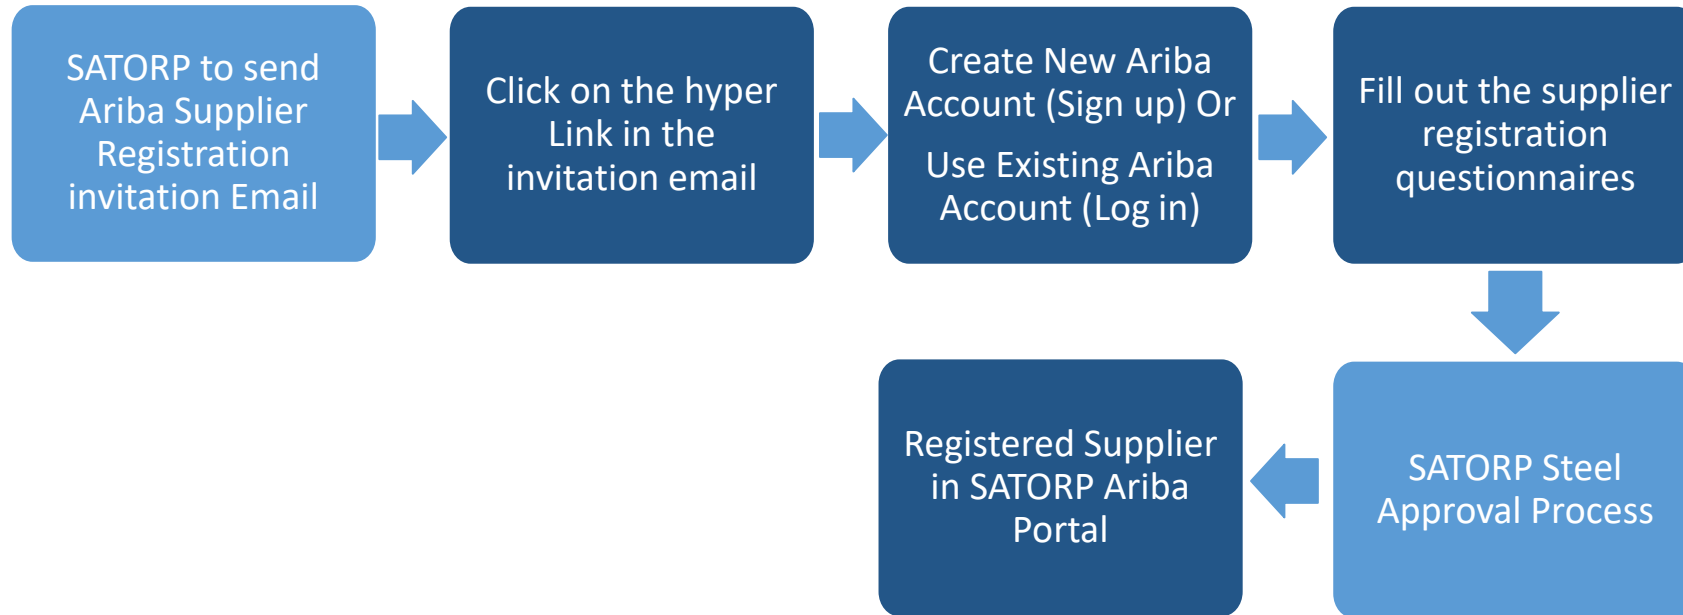 SATORP to send
Ariba Supplier
Registration
invitation Email
Click on the hyper
Link in the
invitation email
Create New Ariba
Account (Sign up) Or
Use Existing Ariba
Account (Log in)
Fill out the supplier
registration
questionnaires
SATORP Steel
Approval Process
Registered Supplier
in SATORP Ariba
Portal